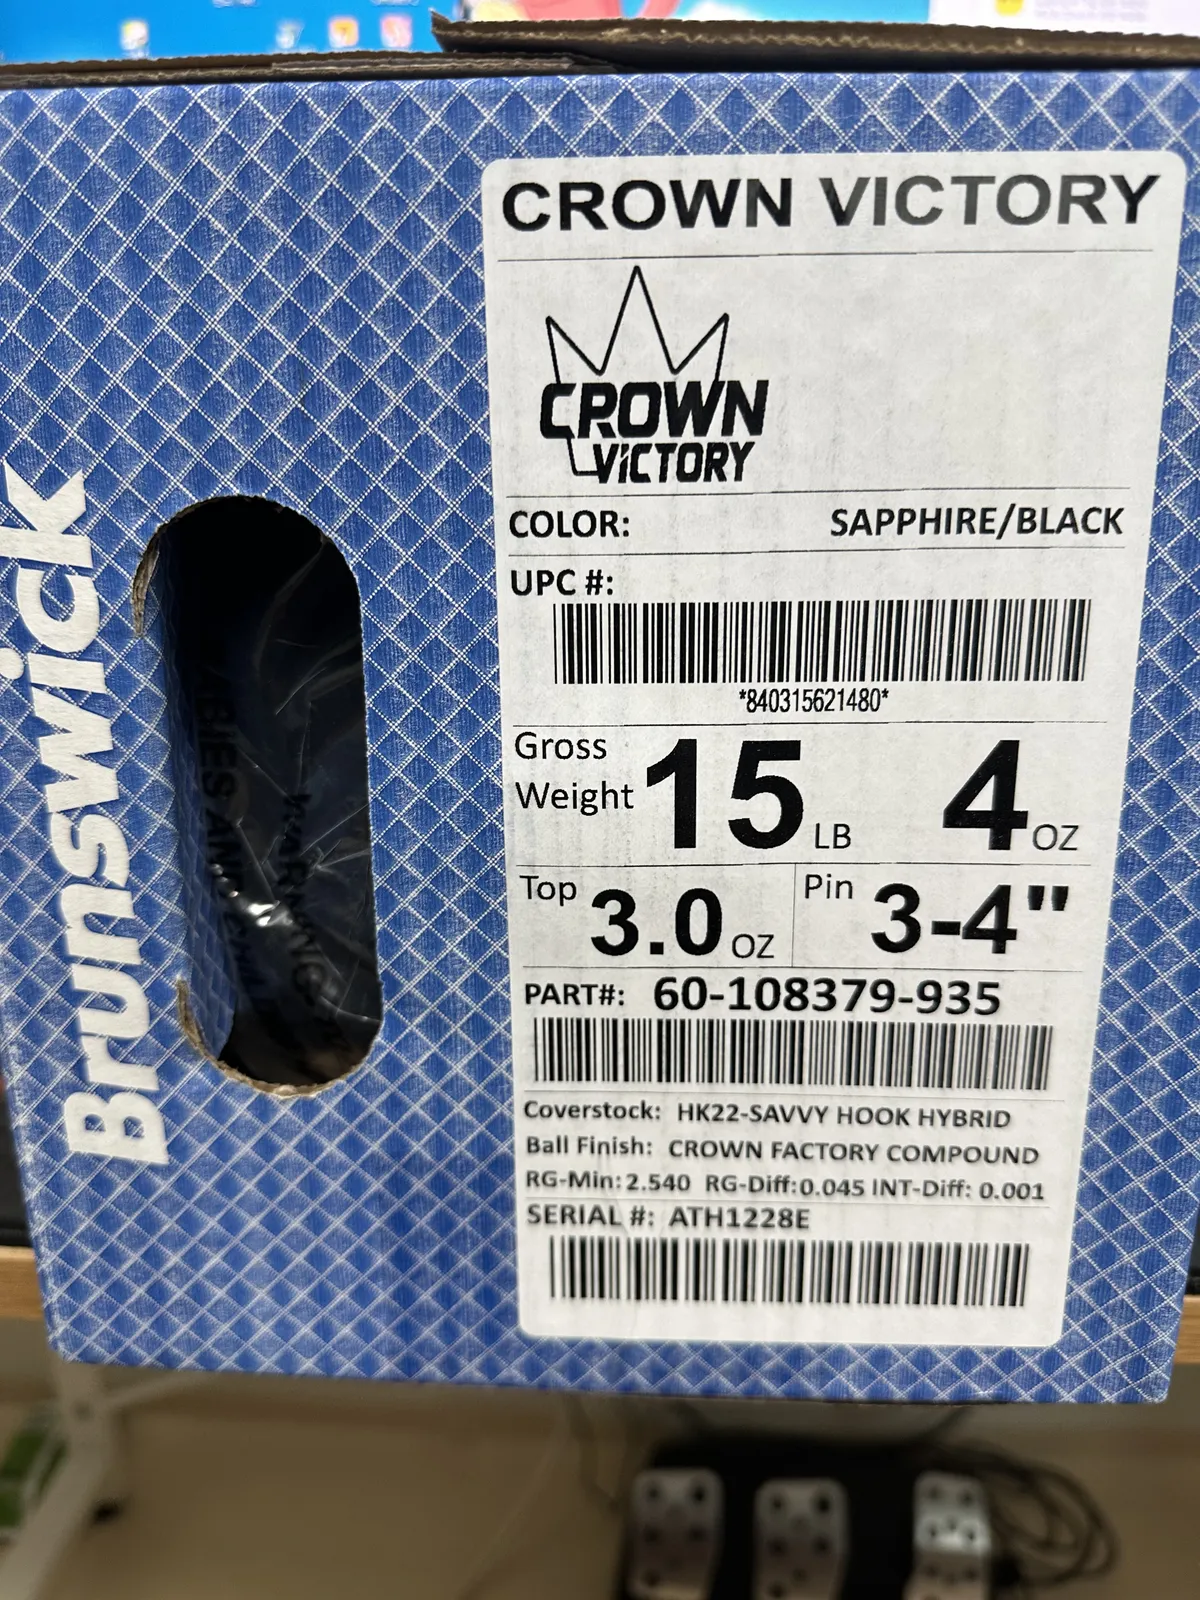 Brunswick
CROWN VICTORY
CROWN
VICTORY
COLOR: SAPPHIRE/BLACK
UPC #:
*840315621480*
Gross
Weight 15 LB 4 OZ
Top 3.0 OZ Pin 3-4"
PART#: 60-108379-935
Coverstock: HK22-SAVVY HOOK HYBRID
Ball Finish: CROWN FACTORY COMPOUND
RG-Min: 2.540 RG-Diff:0.045 INT-Diff: 0.001
SERIAL #: ATH1228E
WARNING